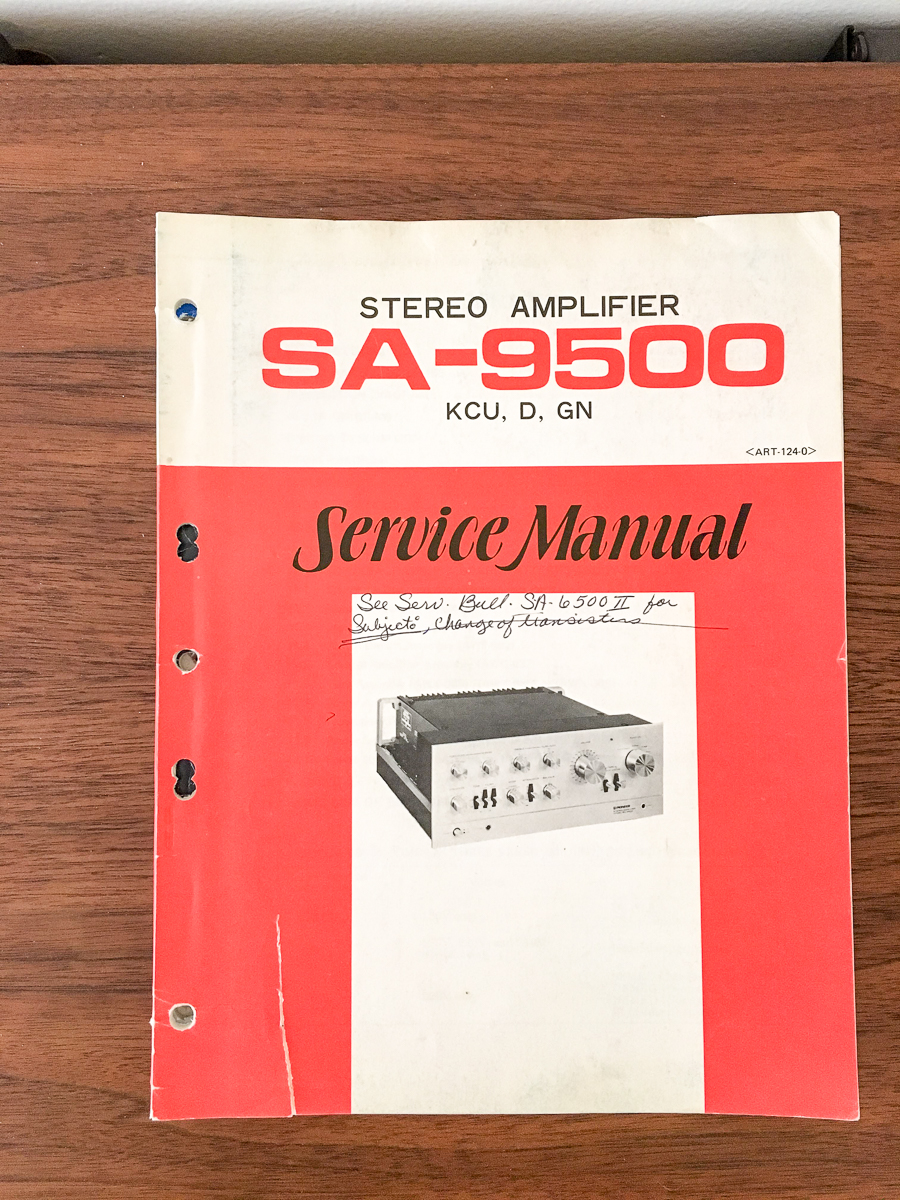 STEREO AMPLIFIER
SA-9500
KCU, D, GN
<ART-124-0>
Service Manual
See Serv. Bull. SA-6500 II for
Subject:, Change of transistors
PIONEER